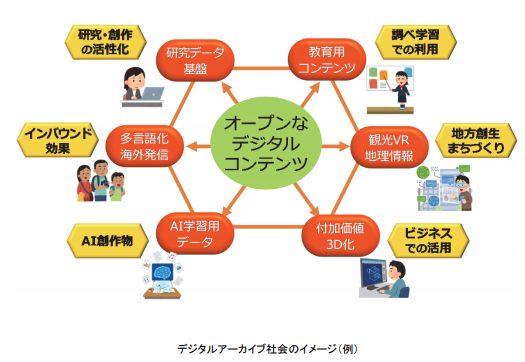 研究・創作
の活性化
研究データ
基盤
教育用
コンテンツ
調べ学習
での利用
インバウンド
効果
多言語化
海外発信
オープンな
デジタル
コンテンツ
観光VR
地理情報
地方創生
まちづくり
AI創作物
AI学習用
データ
付加価値
3D化
ビジネス
での活用
デジタルアーカイブ社会のイメージ（例）